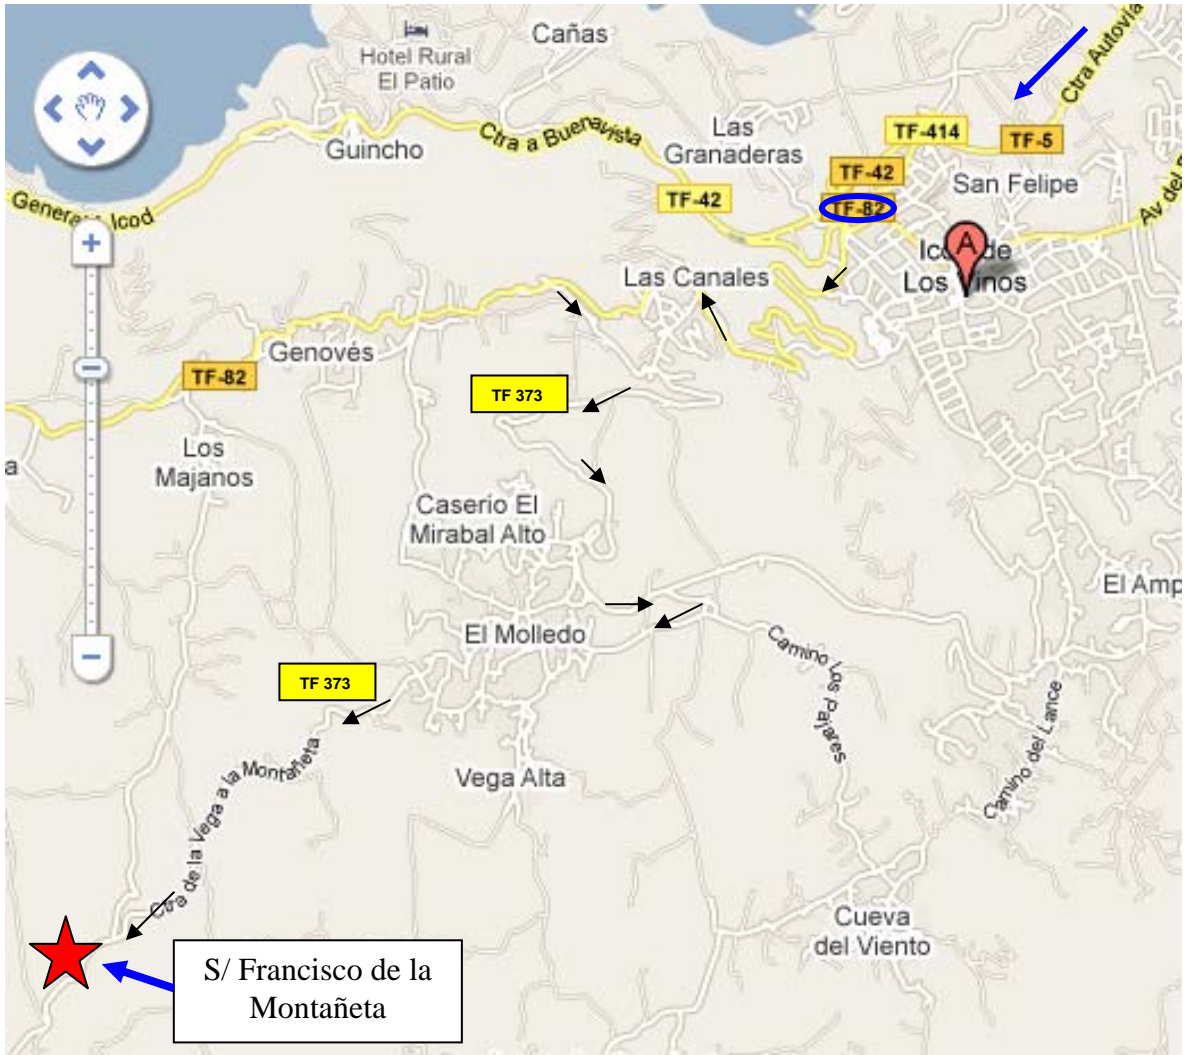 Cañas
Hotel Rural
El Patio
Ctra Autovía
Guincho
Ctra a Buenavista
Las
Granaderas
TF-414
TF-5
TF-42
San Felipe
TF-42
TF-82
General Icod
Av del
A
Icod de
Los Vinos
+
Las Canales
Genovés
TF-82
TF 373
Los
Majanos
a
Caserio El
Mirabal Alto
El Amp
El Molledo
Camino Los Pajares
−
TF 373
Camino del Lance
Ctra de la Vega a la Montañeta
Vega Alta
Cueva
del Viento
S/ Francisco de la
Montañeta